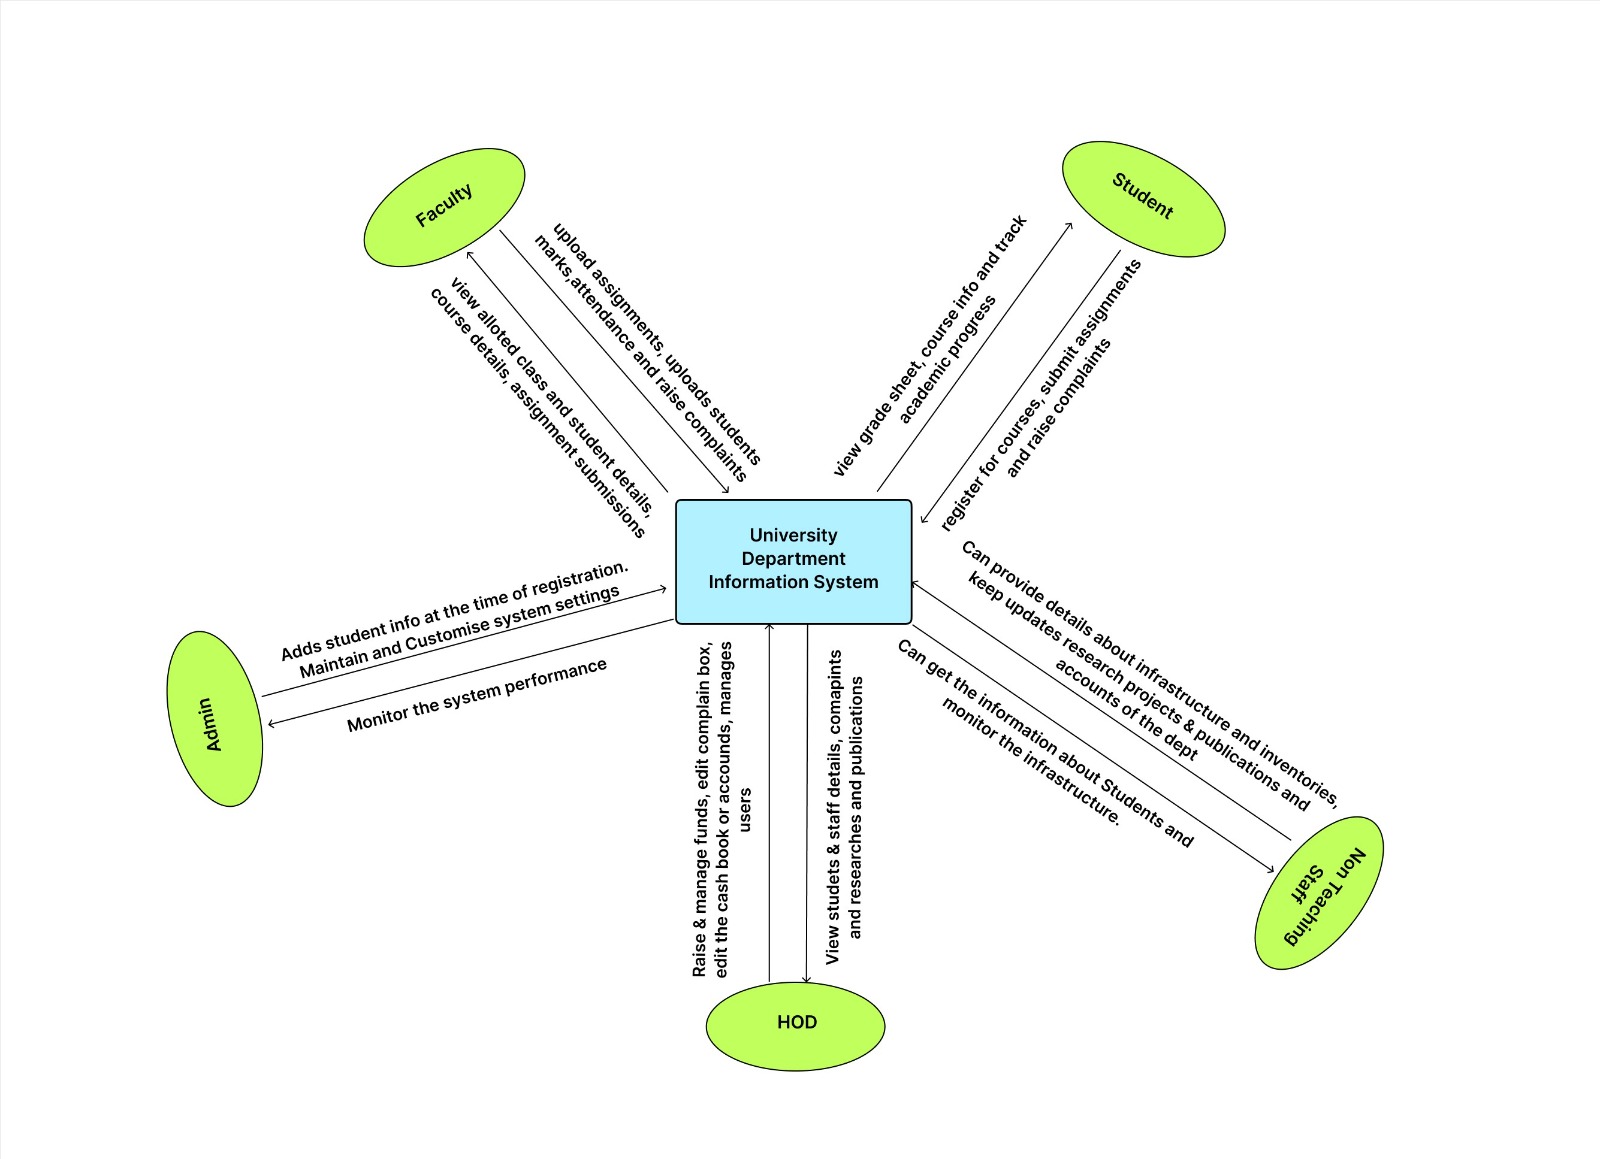 Faculty
upload assignments, uploads students
marks,attendance and raise complaints
view alloted class and student details,
course details, assignment submissions
Student
view grade sheet, course info and track
academic progress
register for courses, submit assignments
and raise complaints
University
Department
Information System
Adds student info at the time of registration.
Maintain and Customise system settings
Monitor the system performance
Admin
Raise & manage funds, edit complain box,
edit the cash book or accounds, manages
users
View studets & staff details, comapints
and researches and publications
HOD
Can provide details about infrastructure and inventories,
keep updates research projects & publications and
accounts of the dept
Can get the information about Students and
monitor the infrastructure.
Non Teaching
Staff